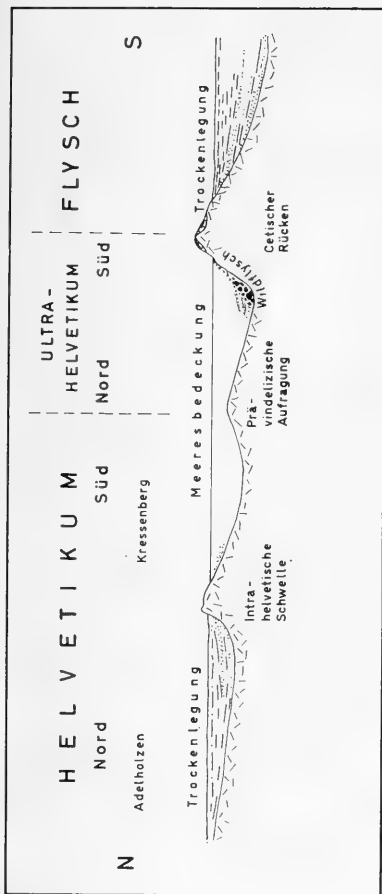 HELVETIKUM
ULTRA-
HELVETIKUM
FLYSCH
N
Nord
Süd
Nord
Süd
S
Adelholzen
Kressenberg
Trockenlegung
Meeresbedeckung
Trockenlegung
Wildflysch
Intra-
helvetische
Schwelle
Prä-
vindelizische
Aufragung
Cetischer
Rücken